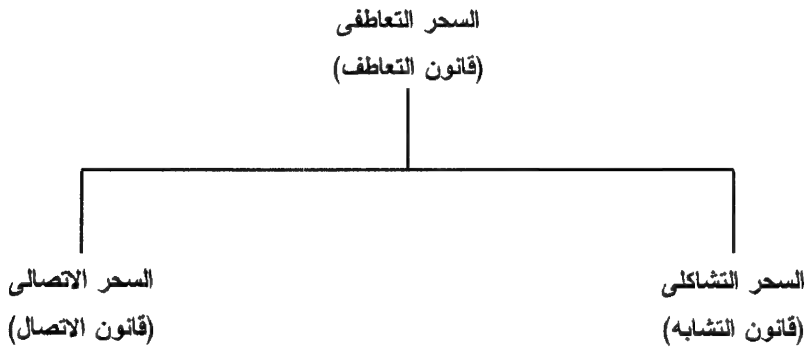 السحر التعاطفى
(قانون التعاطف)
السحر التشاكلى
(قانون التشابه)
السحر الاتصالى
(قانون الاتصال)